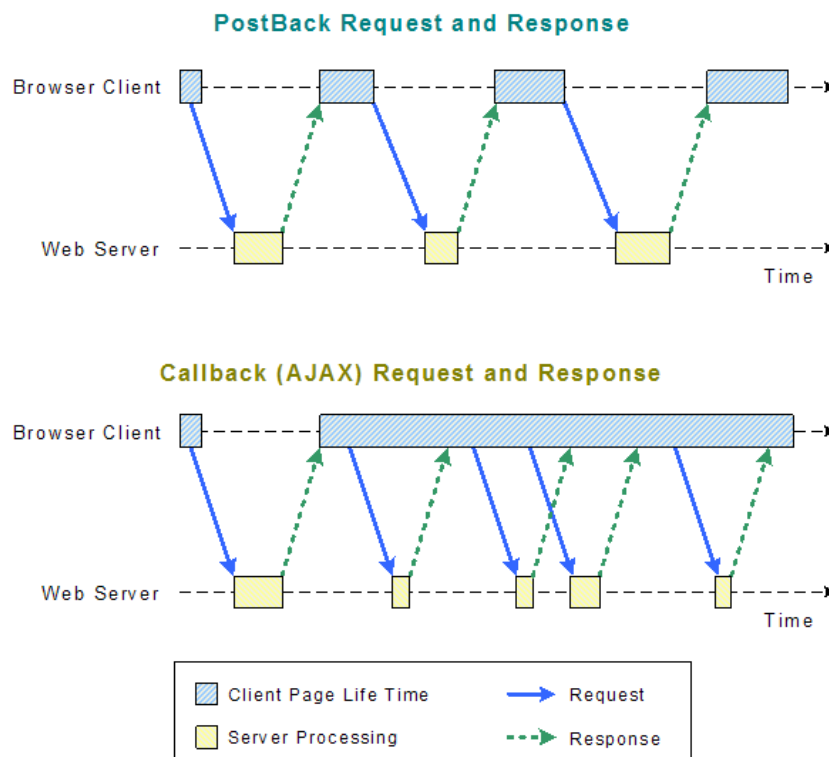 PostBack Request and Response
Browser Client
Web Server
Time
Callback (AJAX) Request and Response
Browser Client
Web Server
Time
Client Page Life Time
Request
Server Processing
Response